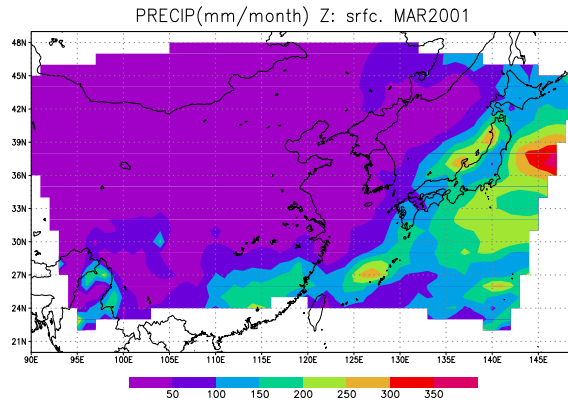 PRECIP(mm/month) Z: srfc. MAR2001
48N
45N
42N
39N
36N
33N
30N
27N
24N
21N
90E 95E 100E 105E 110E 115E 120E 125E 130E 135E 140E 145E
50 100 150 200 250 300 350